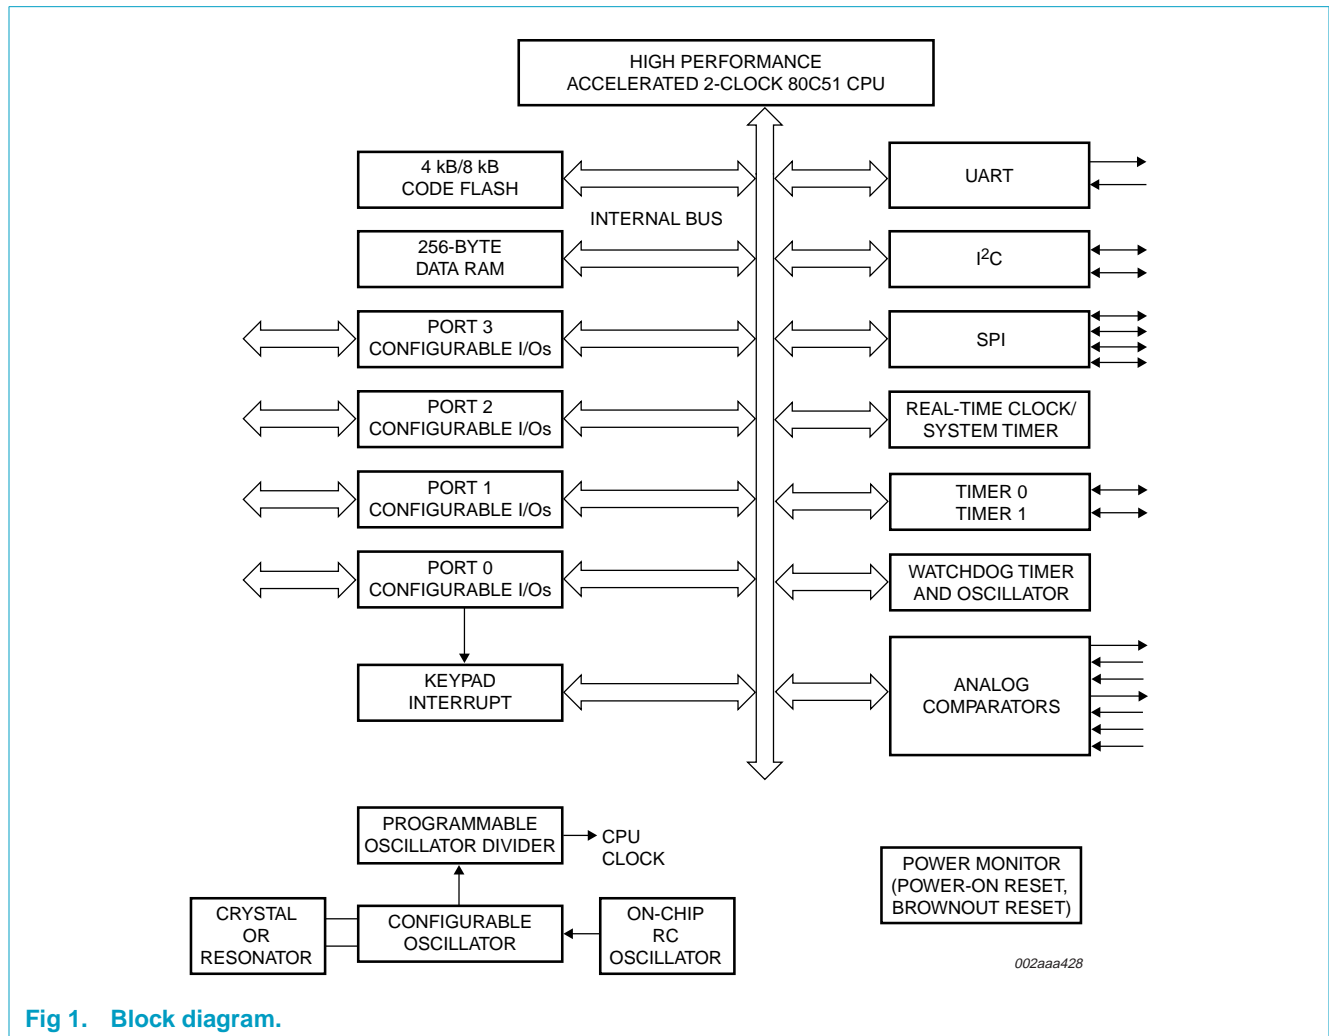 HIGH PERFORMANCE
ACCELERATED 2-CLOCK 80C51 CPU
4 kB/8 kB
CODE FLASH
UART
INTERNAL BUS
256-BYTE
DATA RAM
I²C
PORT 3
CONFIGURABLE I/Os
SPI
PORT 2
CONFIGURABLE I/Os
REAL-TIME CLOCK/
SYSTEM TIMER
PORT 1
CONFIGURABLE I/Os
TIMER 0
TIMER 1
PORT 0
CONFIGURABLE I/Os
WATCHDOG TIMER
AND OSCILLATOR
KEYPAD
INTERRUPT
ANALOG
COMPARATORS
PROGRAMMABLE
OSCILLATOR DIVIDER
CPU
CLOCK
POWER MONITOR
(POWER-ON RESET,
BROWNOUT RESET)
CRYSTAL
OR
RESONATOR
CONFIGURABLE
OSCILLATOR
ON-CHIP
RC
OSCILLATOR
002aaa428
Fig 1. Block diagram.